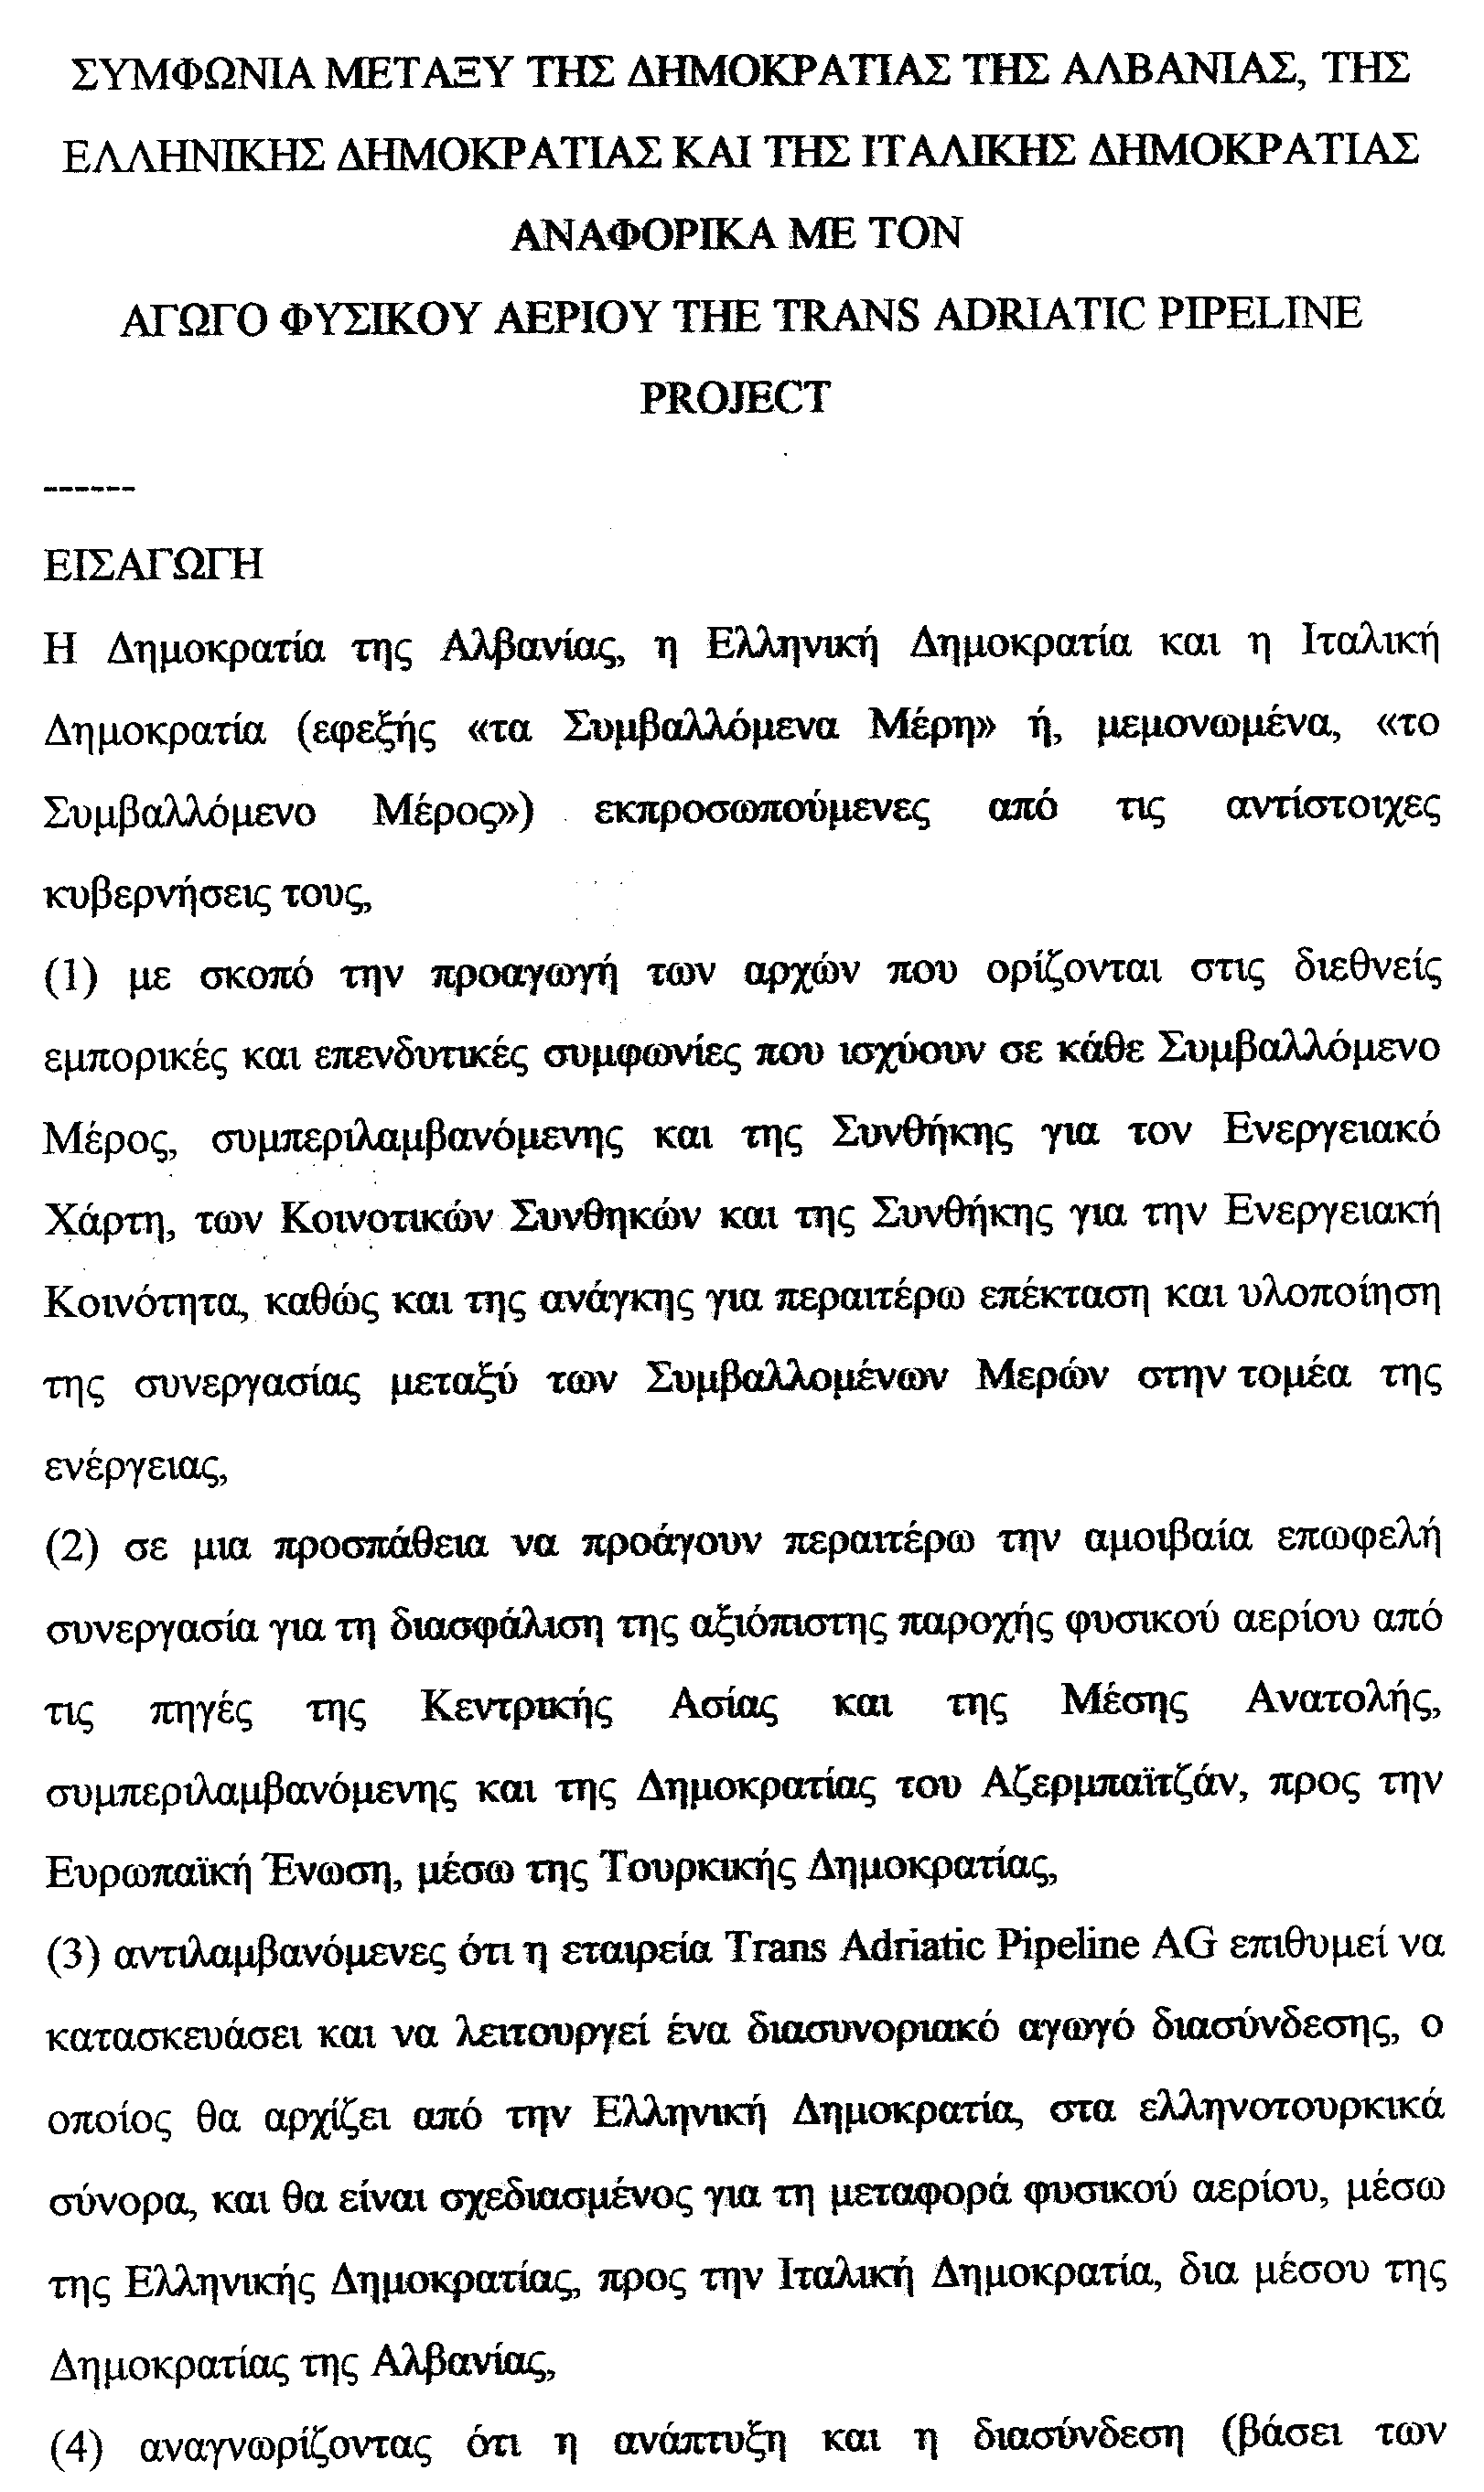 ΣΥΜΦΩΝΙΑ ΜΕΤΑΞΥ ΤΗΣ ΔΗΜΟΚΡΑΤΙΑΣ ΤΗΣ ΑΛΒΑΝΙΑΣ, ΤΗΣ
ΕΛΛΗΝΙΚΗΣ ΔΗΜΟΚΡΑΤΙΑΣ ΚΑΙ ΤΗΣ ΙΤΑΛΙΚΗΣ ΔΗΜΟΚΡΑΤΙΑΣ
ΑΝΑΦΟΡΙΚΑ ΜΕ ΤΟΝ
ΑΓΩΓΟ ΦΥΣΙΚΟΥ ΑΕΡΙΟΥ THE TRANS ADRIATIC PIPELINE
PROJECT
------
ΕΙΣΑΓΩΓΗ
Η Δημοκρατία της Αλβανίας, η Ελληνική Δημοκρατία και η Ιταλική
Δημοκρατία (εφεξής «τα Συμβαλλόμενα Μέρη» ή, μεμονωμένα, «το
Συμβαλλόμενο Μέρος») εκπροσωπούμενες από τις αντίστοιχες
κυβερνήσεις τους,
(1) με σκοπό την προαγωγή των αρχών που ορίζονται στις διεθνείς
εμπορικές και επενδυτικές συμφωνίες που ισχύουν σε κάθε Συμβαλλόμενο
Μέρος, συμπεριλαμβανόμενης και της Συνθήκης για τον Ενεργειακό
Χάρτη, των Κοινοτικών Συνθηκών και της Συνθήκης για την Ενεργειακή
Κοινότητα, καθώς και της ανάγκης για περαιτέρω επέκταση και υλοποίηση
της συνεργασίας μεταξύ των Συμβαλλομένων Μερών στην τομέα της
ενέργειας,
(2) σε μια προσπάθεια να προάγουν περαιτέρω την αμοιβαία επωφελή
συνεργασία για τη διασφάλιση της αξιόπιστης παροχής φυσικού αερίου από
τις πηγές της Κεντρικής Ασίας και της Μέσης Ανατολής,
συμπεριλαμβανόμενης και της Δημοκρατίας του Αζερμπαϊτζάν, προς την
Ευρωπαϊκή Ένωση, μέσω της Τουρκικής Δημοκρατίας,
(3) αντιλαμβανόμενες ότι η εταιρεία Trans Adriatic Pipeline AG επιθυμεί να
κατασκευάσει και να λειτουργεί ένα διασυνοριακό αγωγό διασύνδεσης, ο
οποίος θα αρχίζει από την Ελληνική Δημοκρατία, στα ελληνοτουρκικά
σύνορα, και θα είναι σχεδιασμένος για τη μεταφορά φυσικού αερίου, μέσω
της Ελληνικής Δημοκρατίας, προς την Ιταλική Δημοκρατία, δια μέσου της
Δημοκρατίας της Αλβανίας,
(4) αναγνωρίζοντας ότι η ανάπτυξη και η διασύνδεση (βάσει των